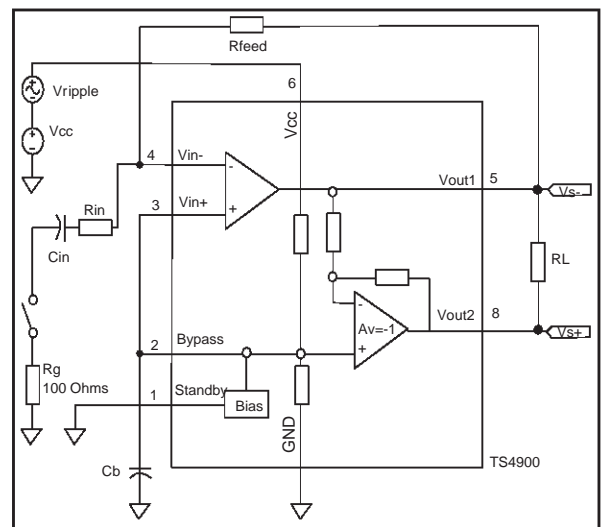 Rfeed
Vripple
6
Vcc
Vcc
4
Vin-
-
Vout1
5
Vs-
3
Vin+
+
Rin
Cin
RL
-
Av=-1
+
Vout2
8
Vs+
2
Bypass
Rg
100 Ohms
1
Standby
Bias
GND
TS4900
Cb